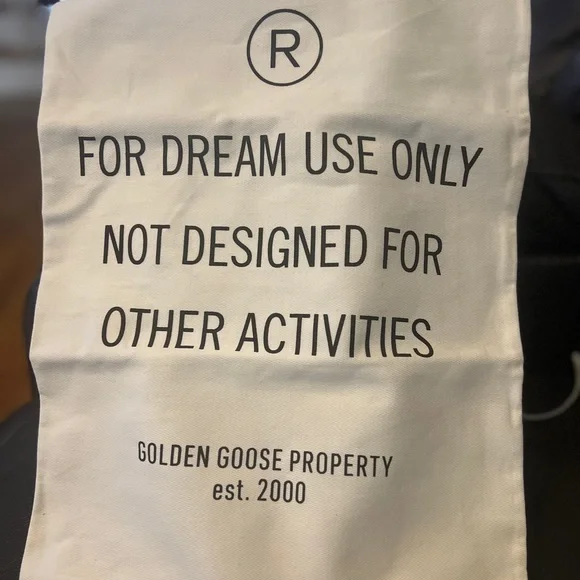 ®
FOR DREAM USE ONLY
NOT DESIGNED FOR
OTHER ACTIVITIES
GOLDEN GOOSE PROPERTY
est. 2000